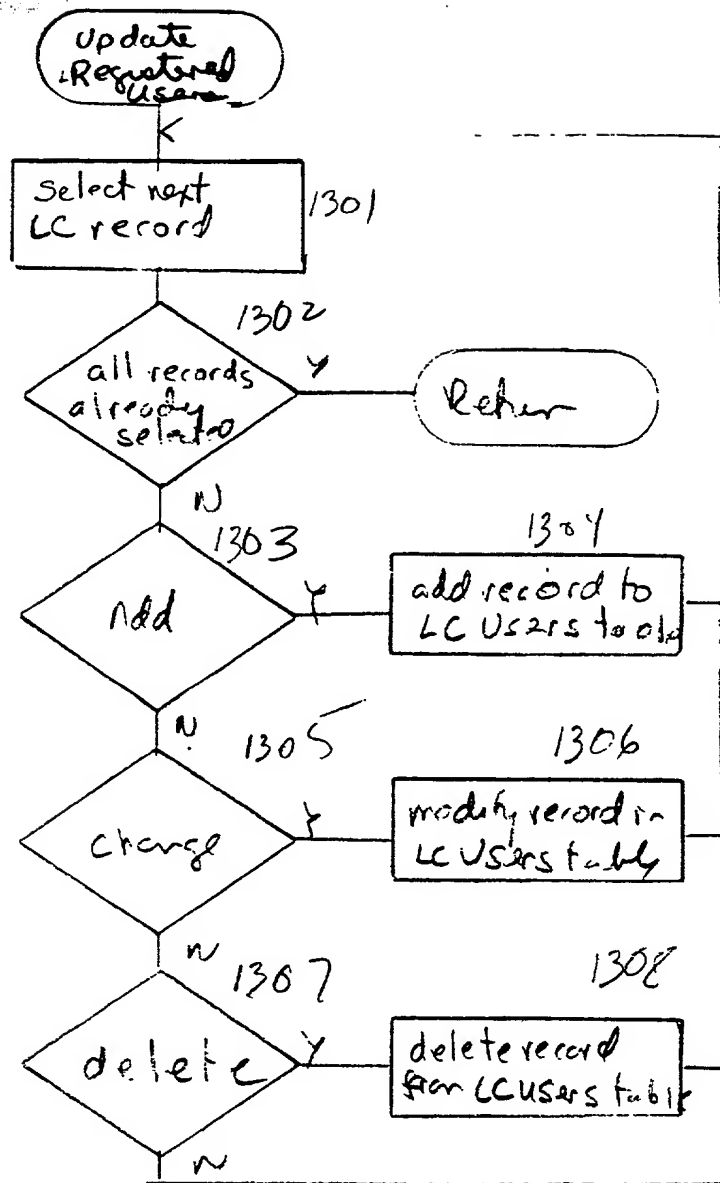 Update
Registered
Users
Select next
LC record
1301
1302
all records
already
selected
Y
Return
N
1303
Add
Y
1304
add record to
LC Users table
N
1305
change
Y
1306
modify record in
LC Users table
N
1307
delete
Y
1308
delete record
from LC Users table
N